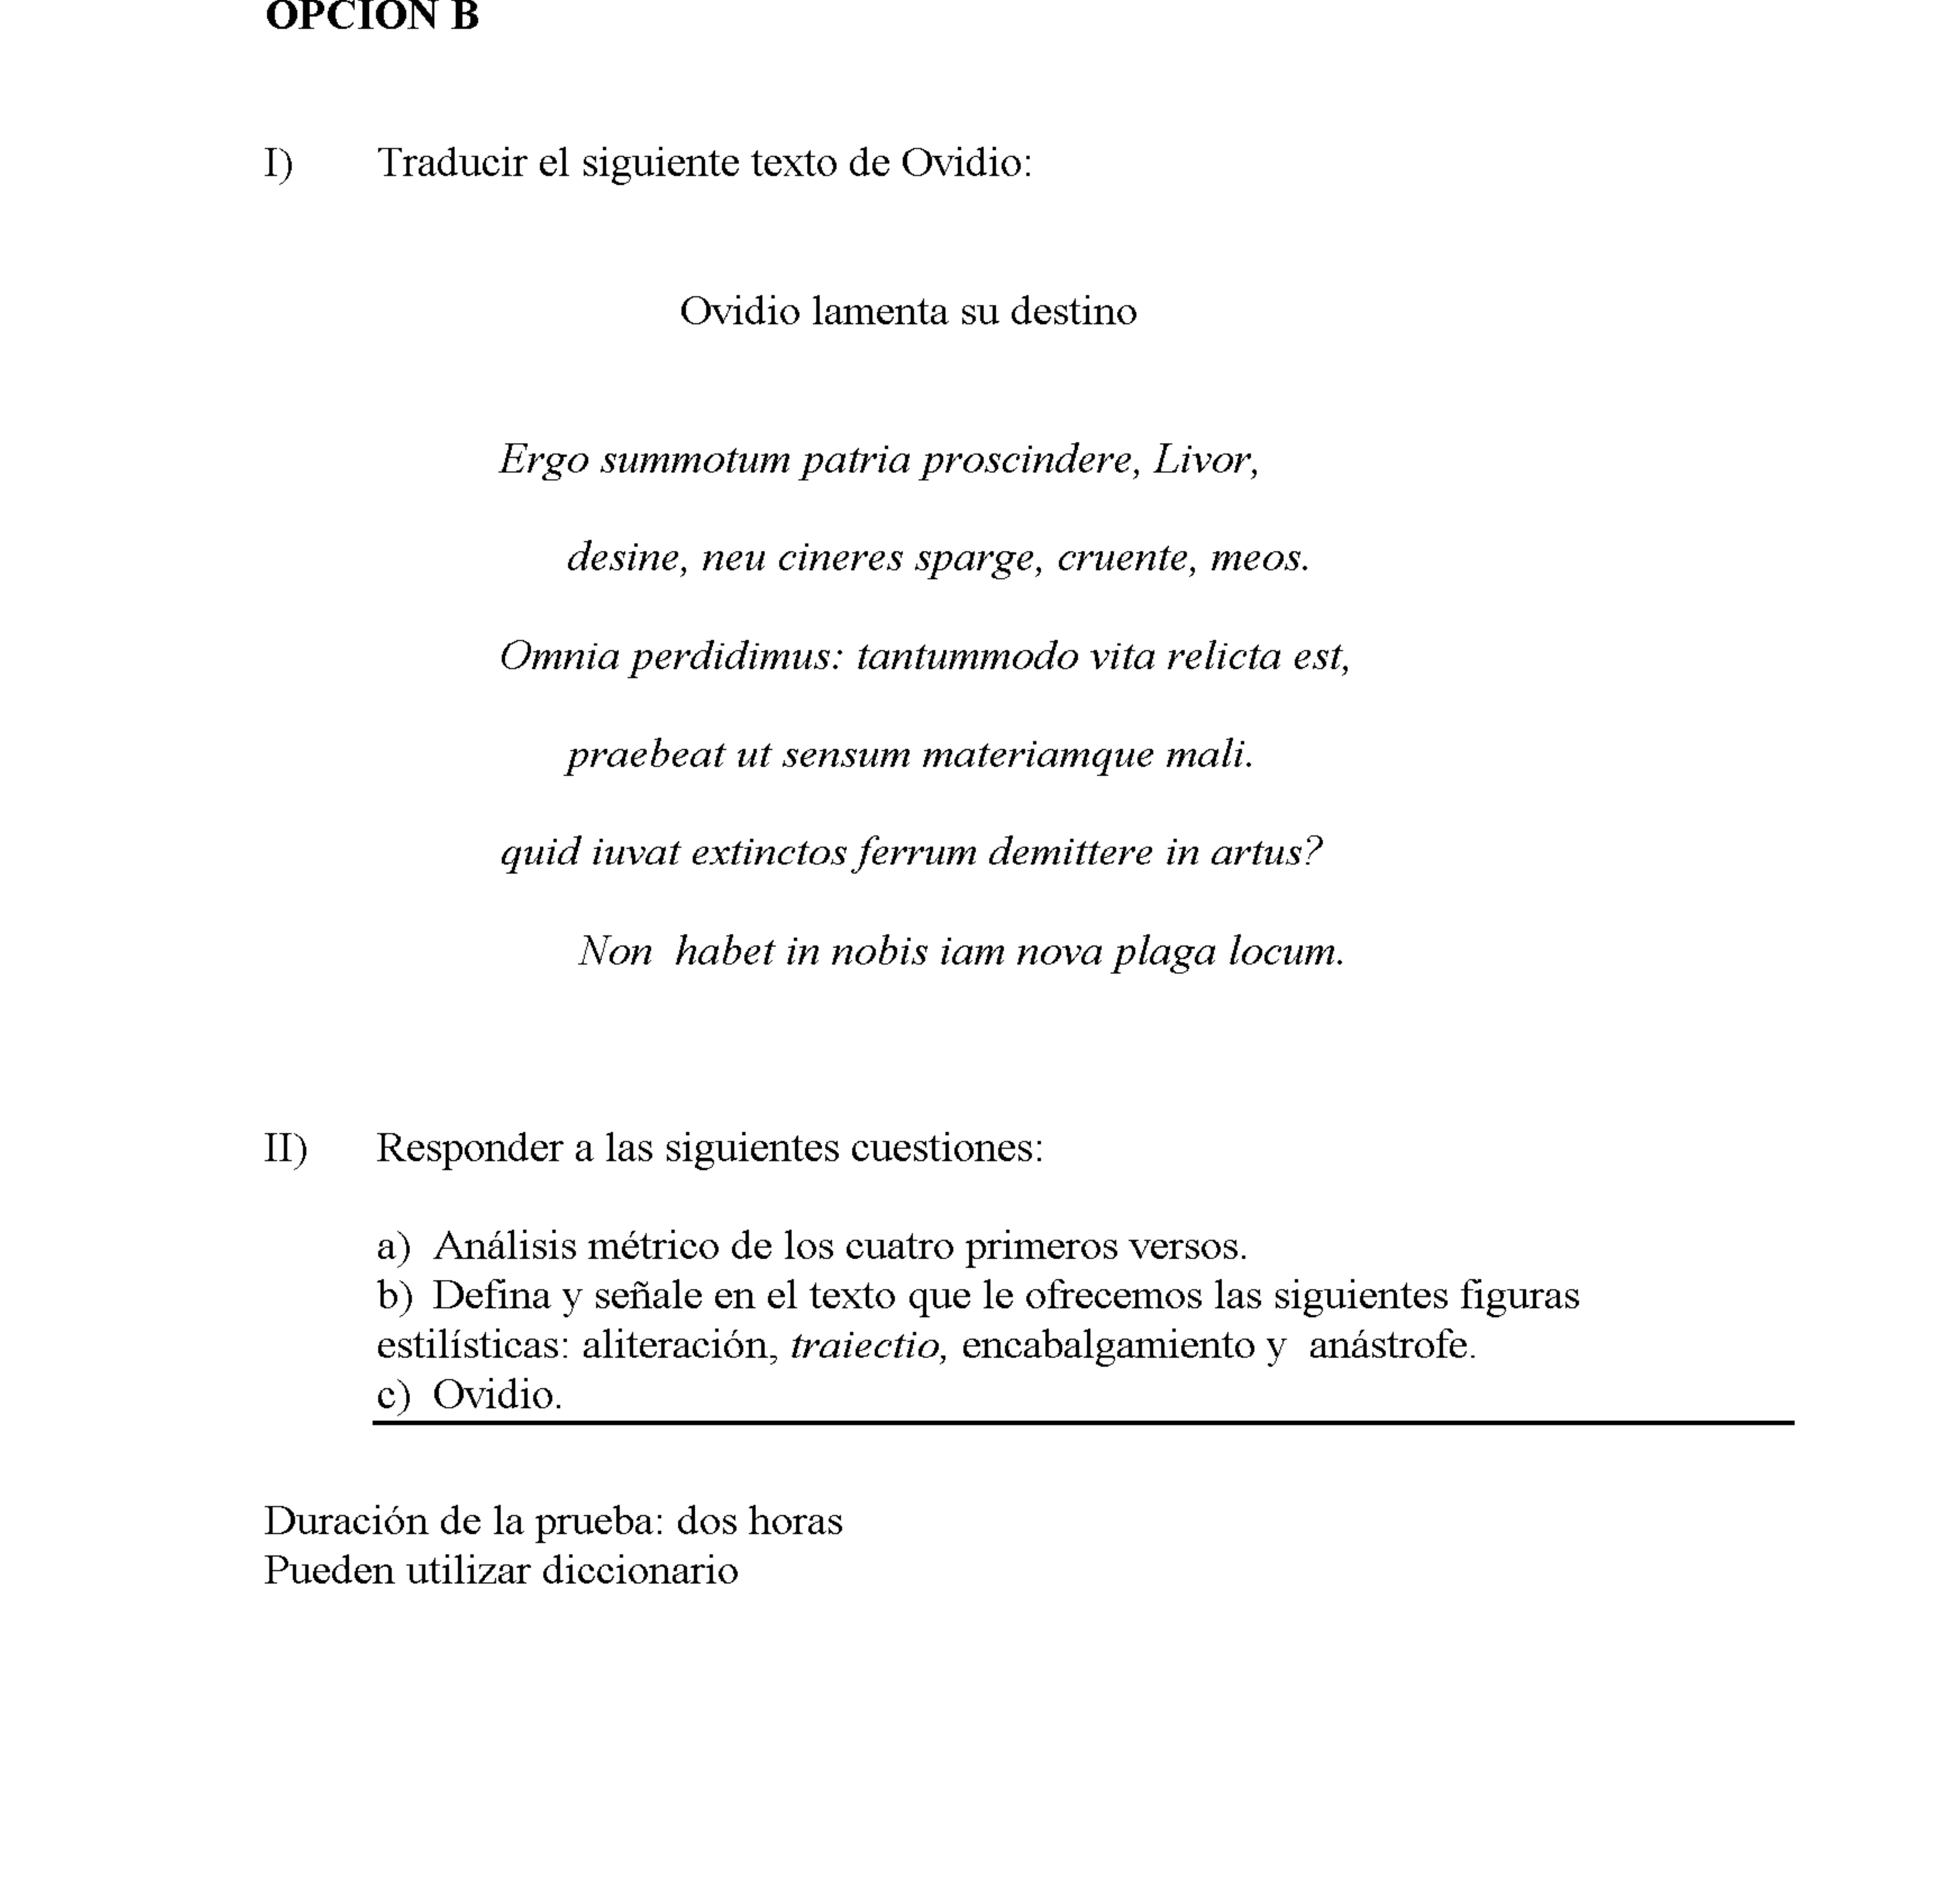 OPCION B
I) Traducir el siguiente texto de Ovidio:
Ovidio lamenta su destino
Ergo summotum patria proscindere, Livor,
desine, neu cineres sparge, cruente, meos.
Omnia perdidimus: tantummodo vita relicta est,
praebeat ut sensum materiamque mali.
quid iuvat extinctos ferrum demittere in artus?
Non habet in nobis iam nova plaga locum.
II) Responder a las siguientes cuestiones:
a) Análisis métrico de los cuatro primeros versos.
b) Defina y señale en el texto que le ofrecemos las siguientes figuras
estilísticas: aliteración, traiectio, encabalgamiento y anástrofe.
c) Ovidio.
Duración de la prueba: dos horas
Pueden utilizar diccionario